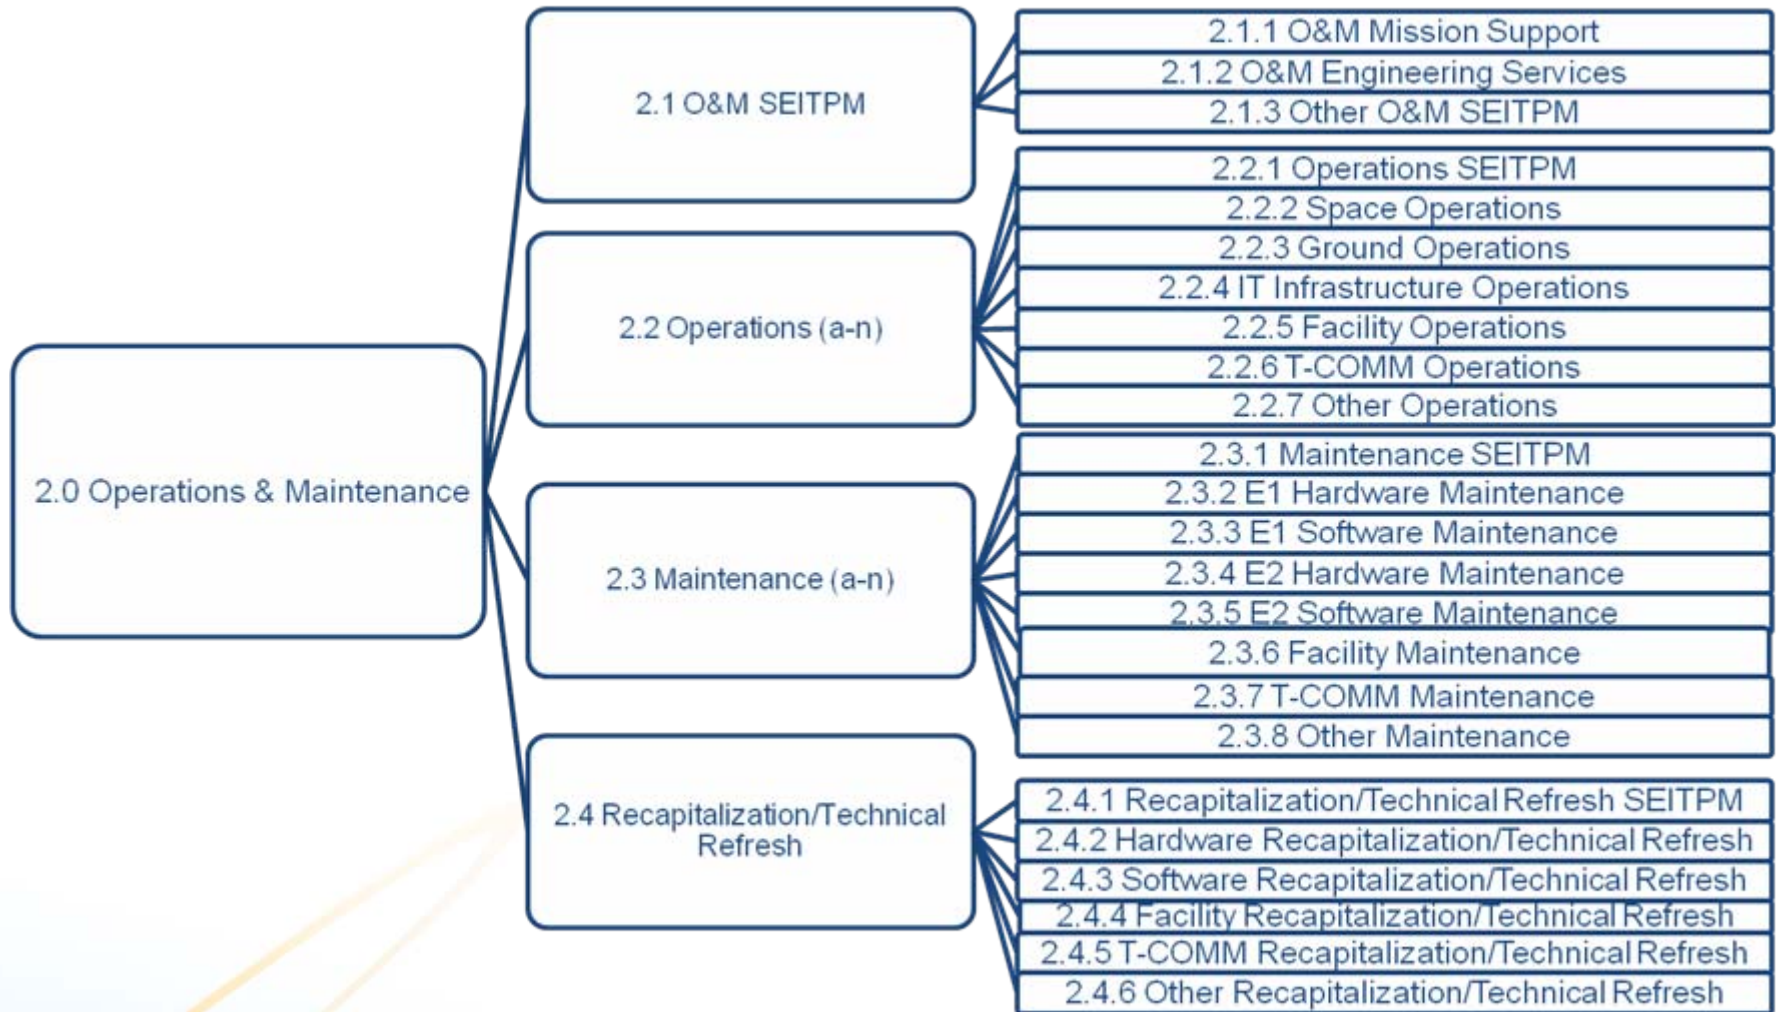 2.0 Operations & Maintenance
2.1 O&M SEITPM
2.1.1 O&M Mission Support
2.1.2 O&M Engineering Services
2.1.3 Other O&M SEITPM
2.2 Operations (a-n)
2.2.1 Operations SEITPM
2.2.2 Space Operations
2.2.3 Ground Operations
2.2.4 IT Infrastructure Operations
2.2.5 Facility Operations
2.2.6 T-COMM Operations
2.2.7 Other Operations
2.3 Maintenance (a-n)
2.3.1 Maintenance SEITPM
2.3.2 E1 Hardware Maintenance
2.3.3 E1 Software Maintenance
2.3.4 E2 Hardware Maintenance
2.3.5 E2 Software Maintenance
2.3.6 Facility Maintenance
2.3.7 T-COMM Maintenance
2.3.8 Other Maintenance
2.4 Recapitalization/Technical
Refresh
2.4.1 Recapitalization/Technical Refresh SEITPM
2.4.2 Hardware Recapitalization/Technical Refresh
2.4.3 Software Recapitalization/Technical Refresh
2.4.4 Facility Recapitalization/Technical Refresh
2.4.5 T-COMM Recapitalization/Technical Refresh
2.4.6 Other Recapitalization/Technical Refresh